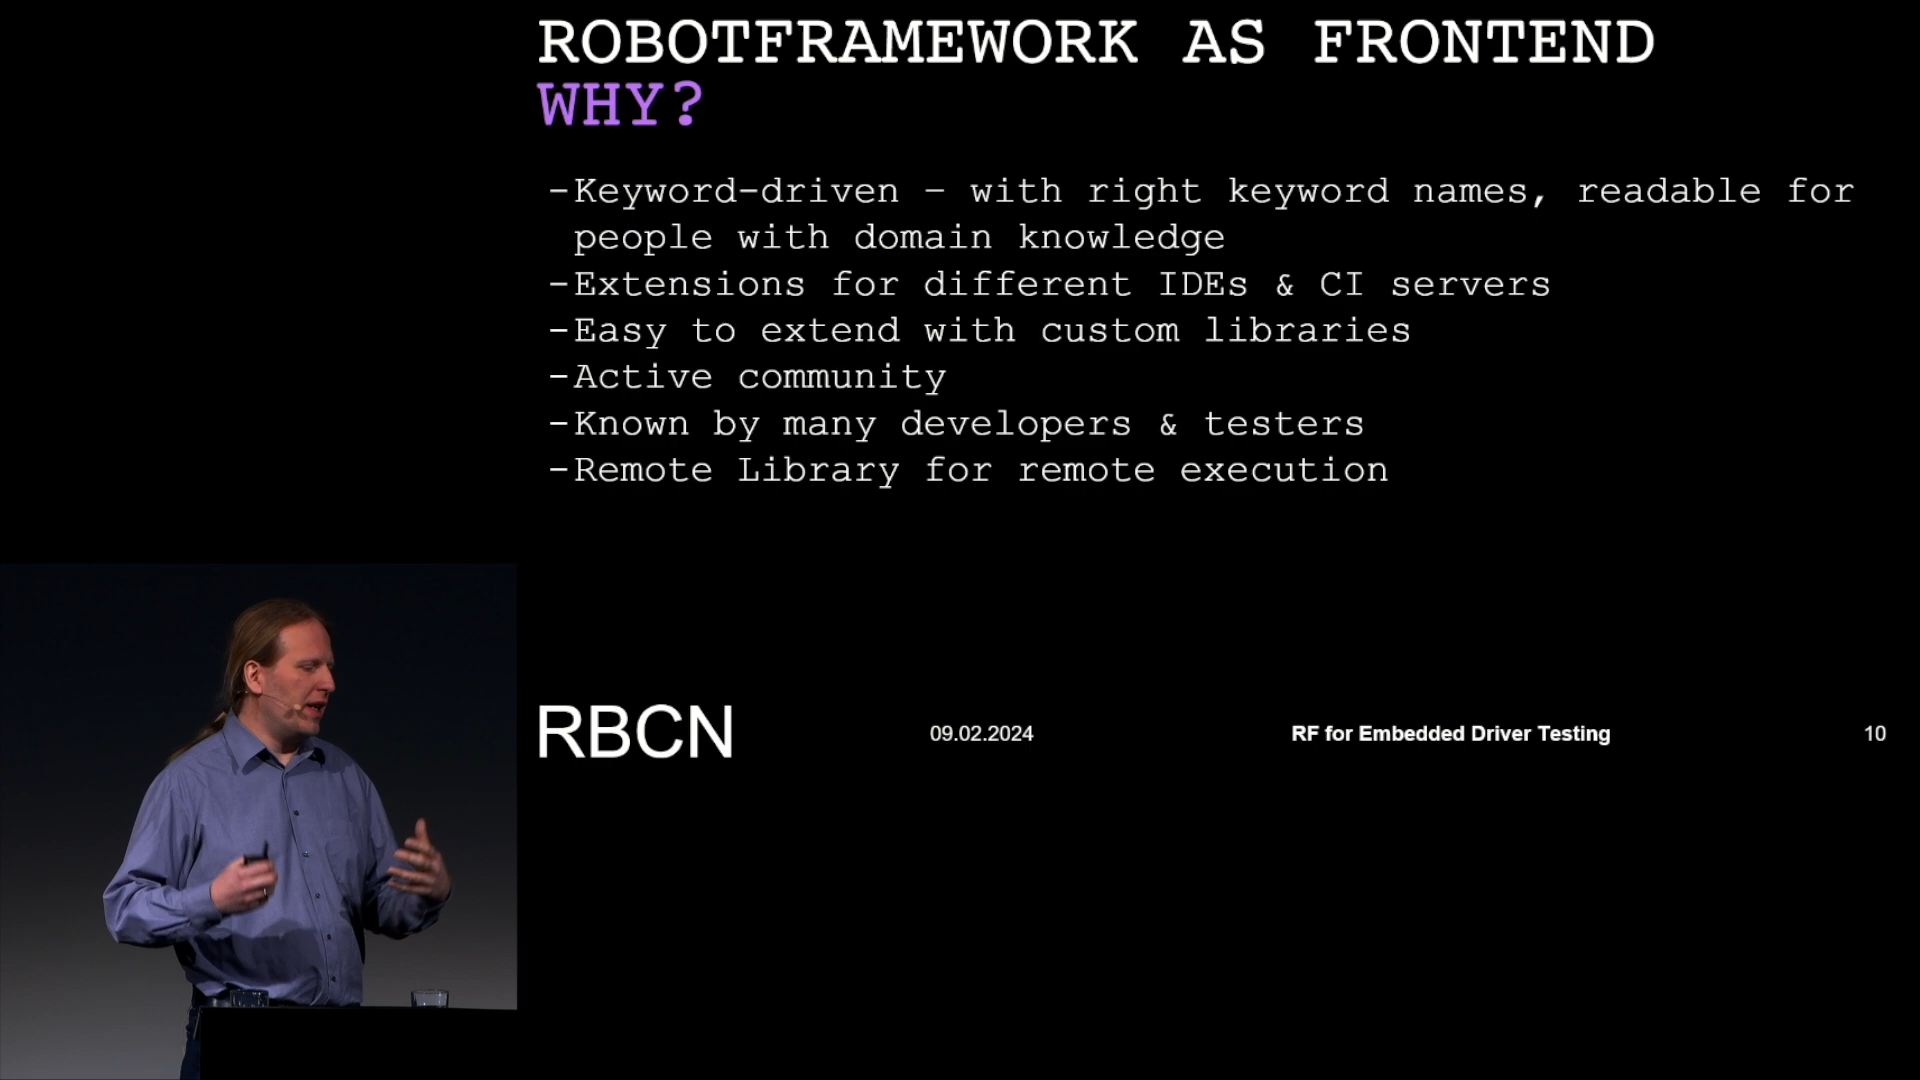 ROBOTFRAMEWORK AS FRONTEND
WHY?
-Keyword-driven – with right keyword names, readable for
people with domain knowledge
-Extensions for different IDEs & CI servers
-Easy to extend with custom libraries
-Active community
-Known by many developers & testers
-Remote Library for remote execution
RBCN
09.02.2024
RF for Embedded Driver Testing
10